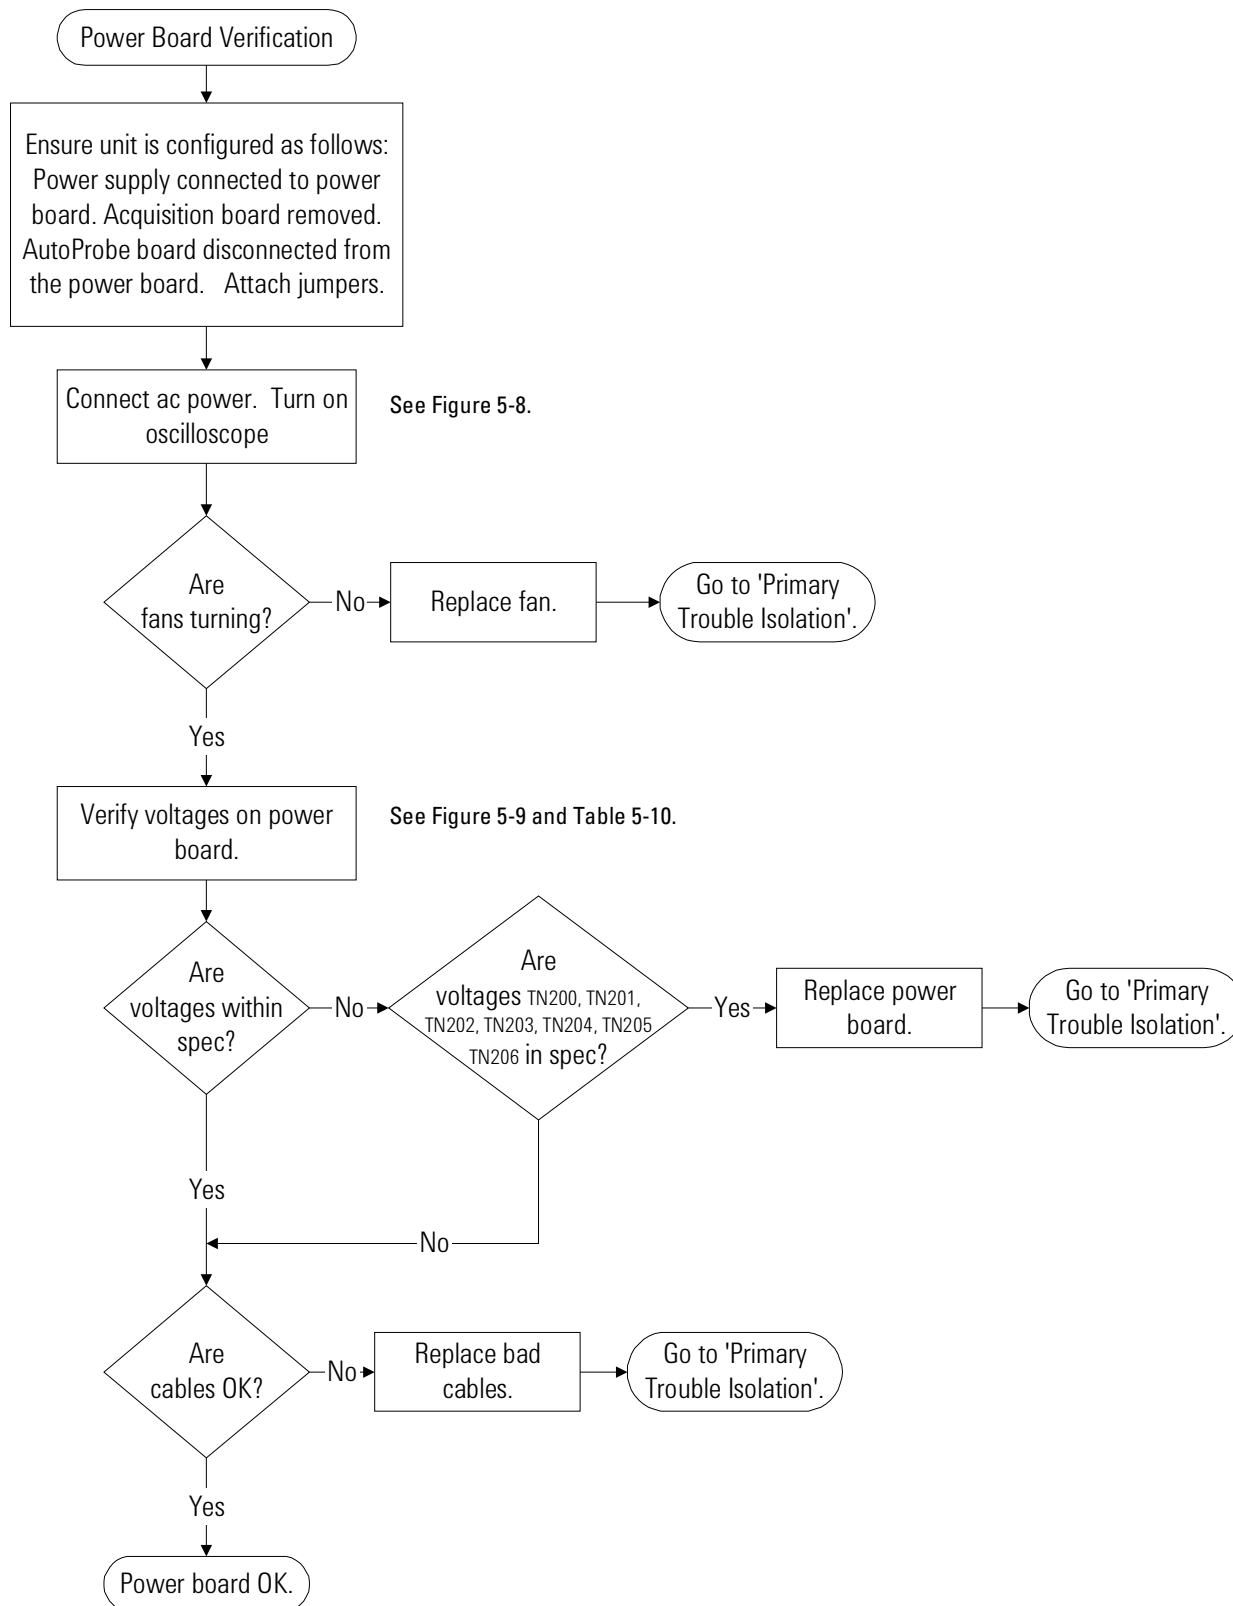 Power Board Verification
Ensure unit is configured as follows:
Power supply connected to power
board. Acquisition board removed.
AutoProbe board disconnected from
the power board. Attach jumpers.
Connect ac power. Turn on
oscilloscope
See Figure 5-8.
Are
fans turning?
No
Replace fan.
Go to 'Primary
Trouble Isolation'.
Yes
Verify voltages on power
board.
See Figure 5-9 and Table 5-10.
Are
voltages within
spec?
No
Are
voltages TN200, TN201,
TN202, TN203, TN204, TN205
TN206 in spec?
Yes
Replace power
board.
Go to 'Primary
Trouble Isolation'.
Yes
No
Are
cables OK?
No
Replace bad
cables.
Go to 'Primary
Trouble Isolation'.
Yes
Power board OK.